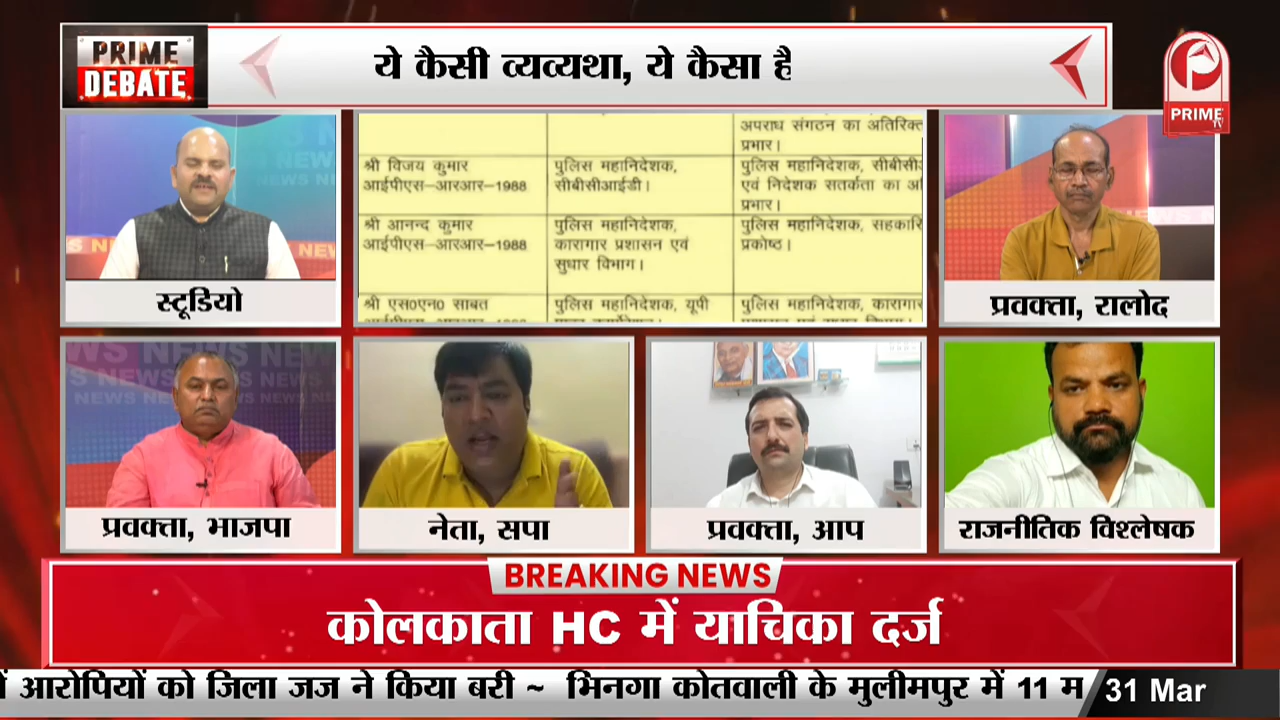 PRIME
DEBATE
ये कैसी व्यव्यथा, ये कैसा है
PRIME
TV
स्टूडियो
अपराध संगठन का अतिरिक्त
प्रभार।
श्री विजय कुमार
आईपीएस–आरआर–1988
पुलिस महानिदेशक,
सीबीसीआईडी।
पुलिस महानिदेशक,
एवं निदेशक सतर्कता का
प्रभार।
श्री आनन्द कुमार
आईपीएस–आरआर–1988
पुलिस महानिदेशक,
कारागार प्रशासन एवं
सुधार विभाग।
पुलिस महानिदेशक,
प्रकोष्ठ।
श्री एस0एन0 साबत
पुलिस महानिदेशक, यूपी
पुलिस महानिदेशक, कारागार
प्रवक्ता, रालोद
NEWS
प्रवक्ता, भाजपा
नेता, सपा
प्रवक्ता, आप
राजनीतिक विश्लेषक
BREAKING NEWS
कोलकाता HC में याचिका दर्ज
आरोपियों को जिला जज ने किया बरी ~ भिनगा कोतवाली के मुलीमपुर में 11 म
31 Mar